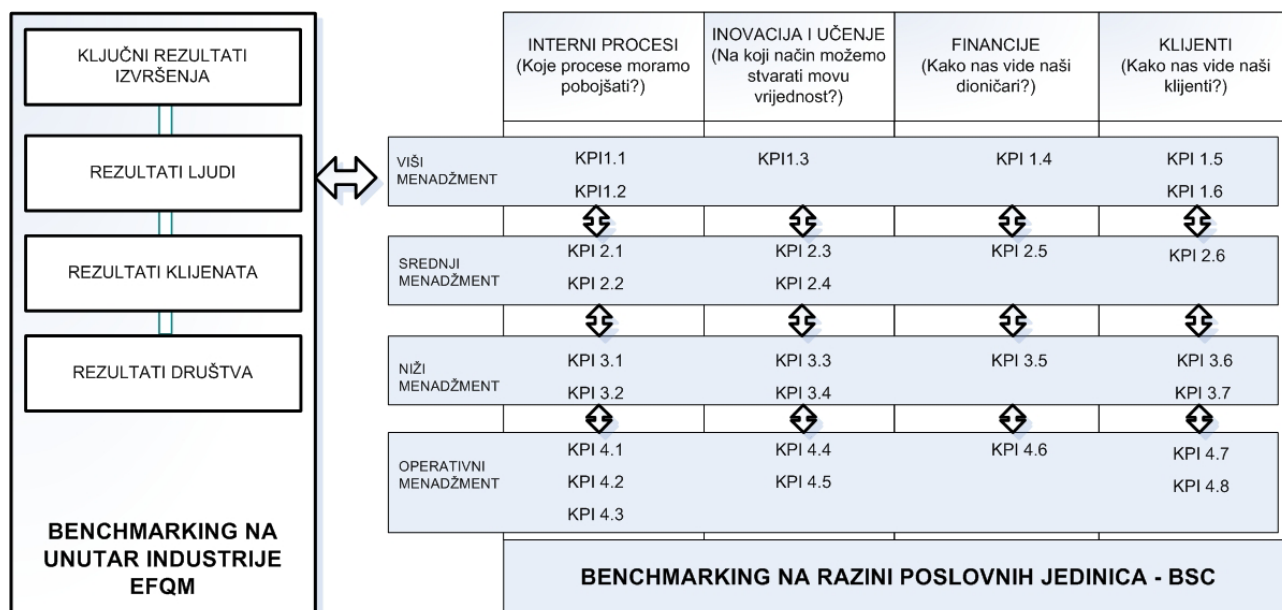 KLJUČNI REZULTATI
IZVRŠENJA
REZULTATI LJUDI
REZULTATI KLIJENATA
REZULTATI DRUŠTVA
BENCHMARKING NA
UNUTAR INDUSTRIJE
EFQM
INTERNI PROCESI
(Koje procese moramo
pobojšati?)
INOVACIJA I UČENJE
(Na koji način možemo
stvarati movu
vrijednost?)
FINANCIJE
(Kako nas vide naši
dioničari?)
KLIJENTI
(Kako nas vide naši
klijenti?)
VIŠI
MENADŽMENT
KPI1.1
KPI1.2
KPI1.3
KPI 1.4
KPI 1.5
KPI 1.6
SREDNJI
MENADŽMENT
KPI 2.1
KPI 2.2
KPI 2.3
KPI 2.4
KPI 2.5
KPI 2.6
NIŽI
MENADŽMENT
KPI 3.1
KPI 3.2
KPI 3.3
KPI 3.4
KPI 3.5
KPI 3.6
KPI 3.7
OPERATIVNI
MENADŽMENT
KPI 4.1
KPI 4.2
KPI 4.3
KPI 4.4
KPI 4.5
KPI 4.6
KPI 4.7
KPI 4.8
BENCHMARKING NA RAZINI POSLOVNIH JEDINICA - BSC